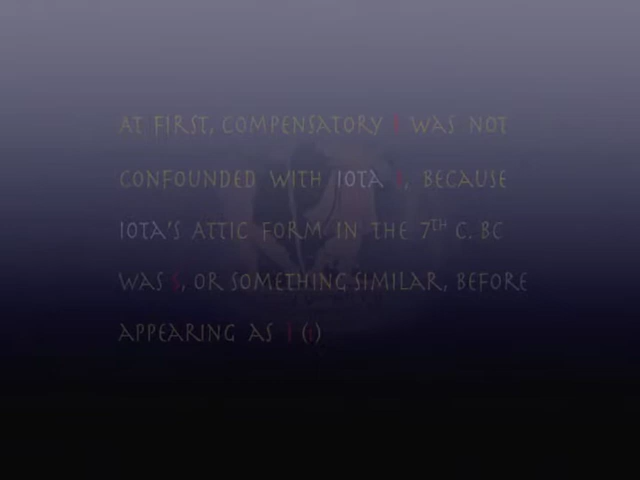 AT FIRST, COMPENSATORY I WAS NOT
CONFOUNDED WITH IOTA I, BECAUSE
IOTA'S ATTIC FORM IN THE 7TH C. BC
WAS S, OR SOMETHING SIMILAR, BEFORE
APPEARING AS I (I)